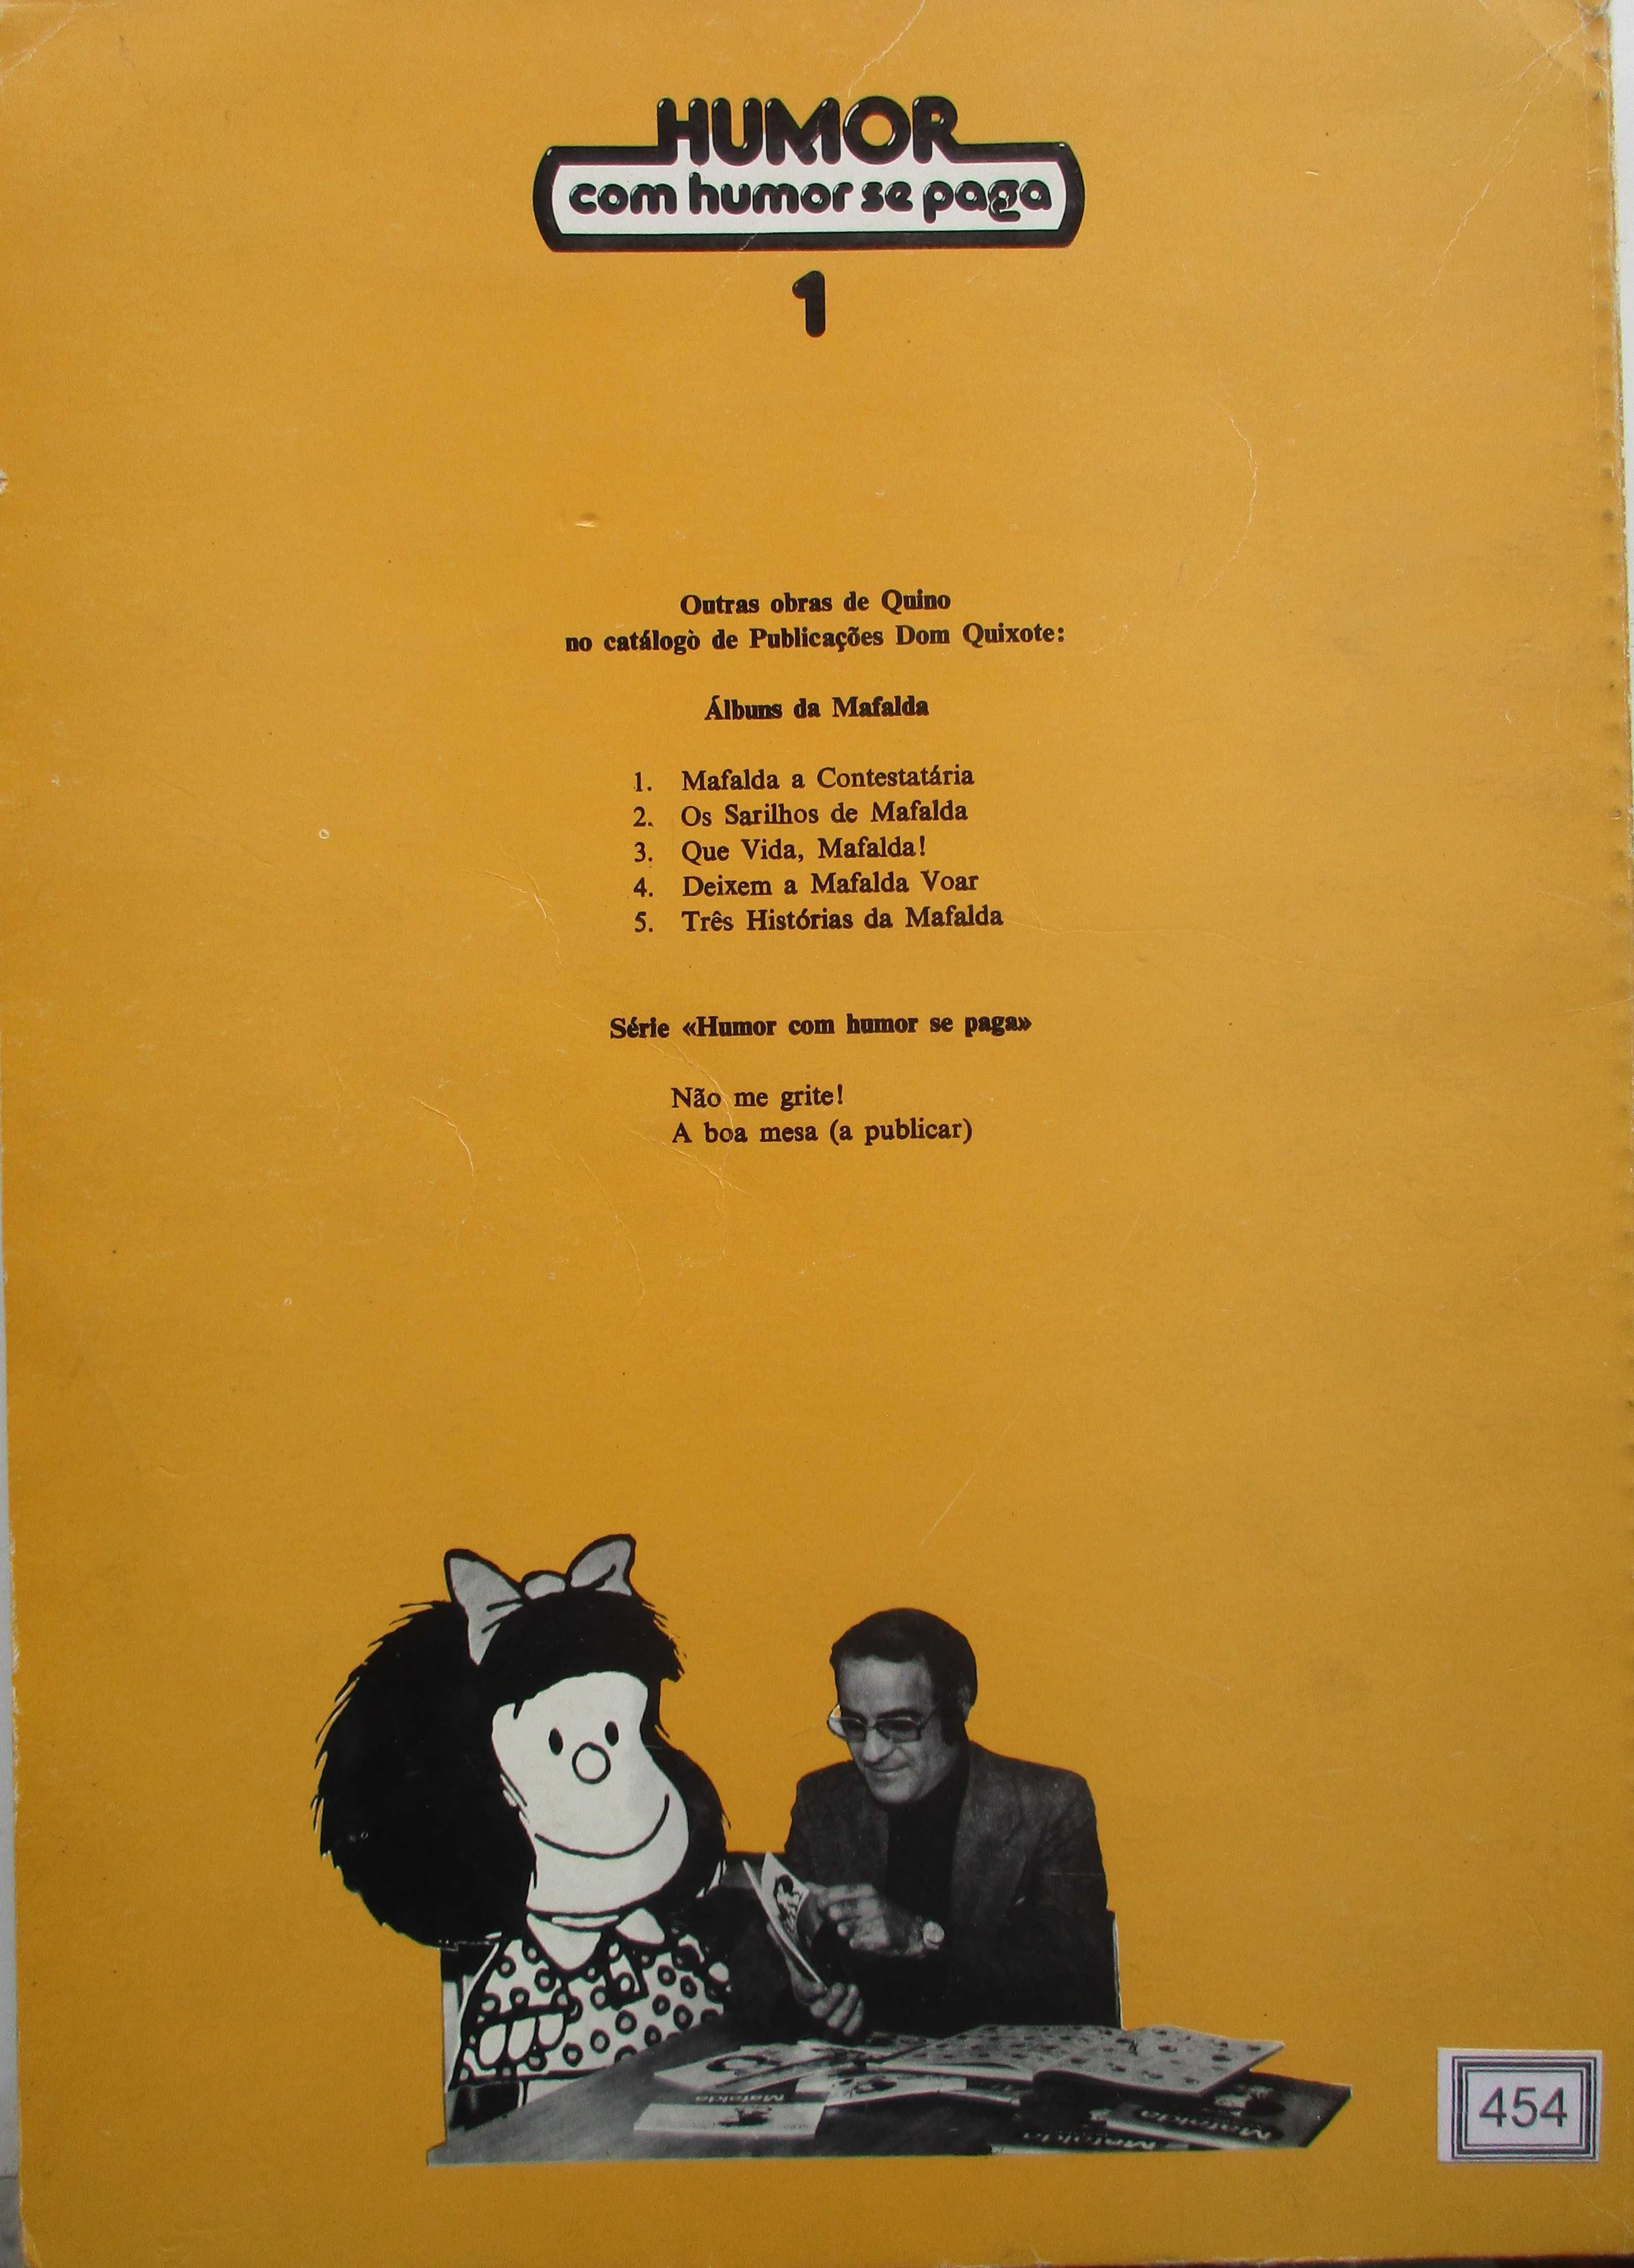 HUMOR
com humor se paga
1
Outras obras de Quino
no catálogò de Publicações Dom Quixote:
Álbuns da Mafalda
1. Mafalda a Contestatária
2. Os Sarilhos de Mafalda
3. Que Vida, Mafalda!
4. Deixem a Mafalda Voar
5. Três Histórias da Mafalda
Série «Humor com humor se paga»
Não me grite!
A boa mesa (a publicar)
Mafalda
Mafalda
Mafalda
Mafalda
454